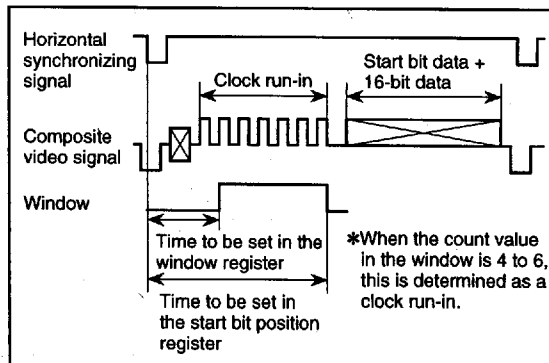 Horizontal
synchronizing
signal
Clock run-in
Start bit data +
16-bit data
Composite
video signal
Window
Time to be set in the
window register
Time to be set in
the start bit position
register
*When the count value
in the window is 4 to 6,
this is determined as a
clock run-in.